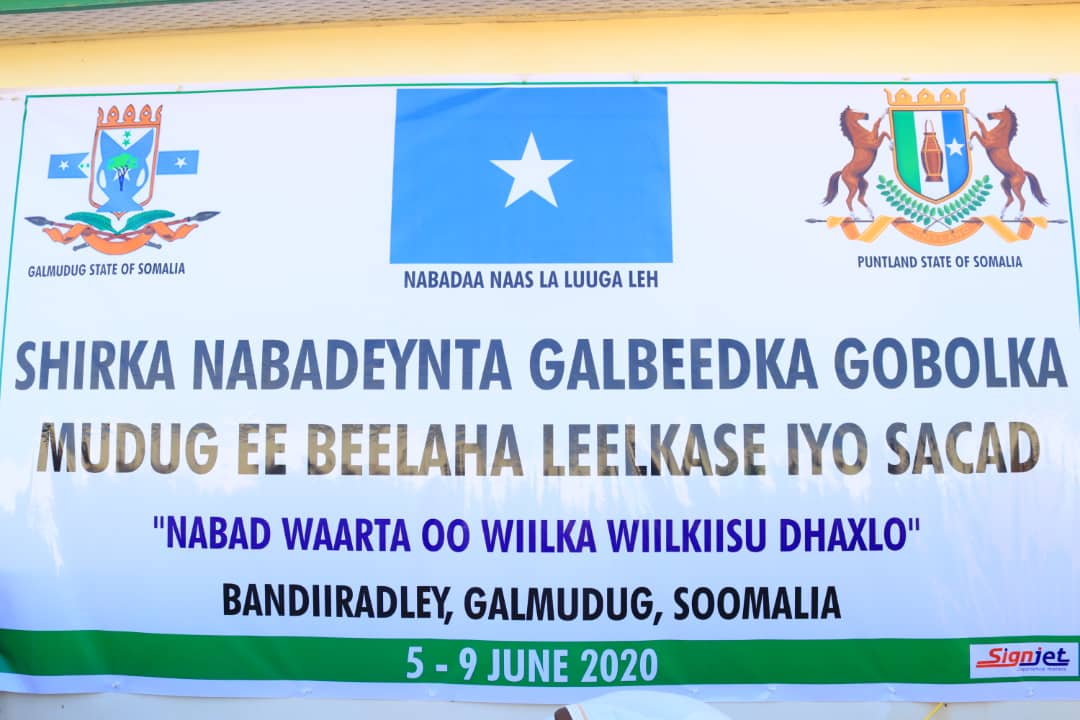 GALMUDUG STATE OF SOMALIA
NABADAA NAAS LA LUUGA LEH
PUNTLAND STATE OF SOMALIA
SHIRKA NABADEYNTA GALBEEDKA GOBOLKA
MUDUG EE BEELAHA LEELKASE IYO SACAD
"NABAD WAARTA OO WIILKA WIILKIISU DHAXLO"
BANDIIRADLEY, GALMUDUG, SOOMALIA
5 - 9 JUNE 2020
Signjet